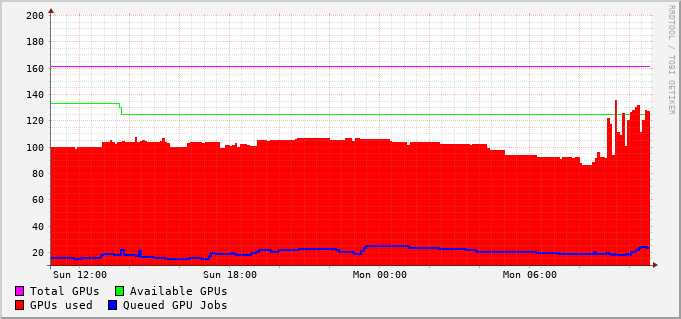 200
180
160
140
120
100
80
60
40
20
Sun 12:00 Sun 18:00 Mon 00:00 Mon 06:00
Total GPUs Available GPUs
GPUs used Queued GPU Jobs
RRDTOOL / TOBI OETIKER